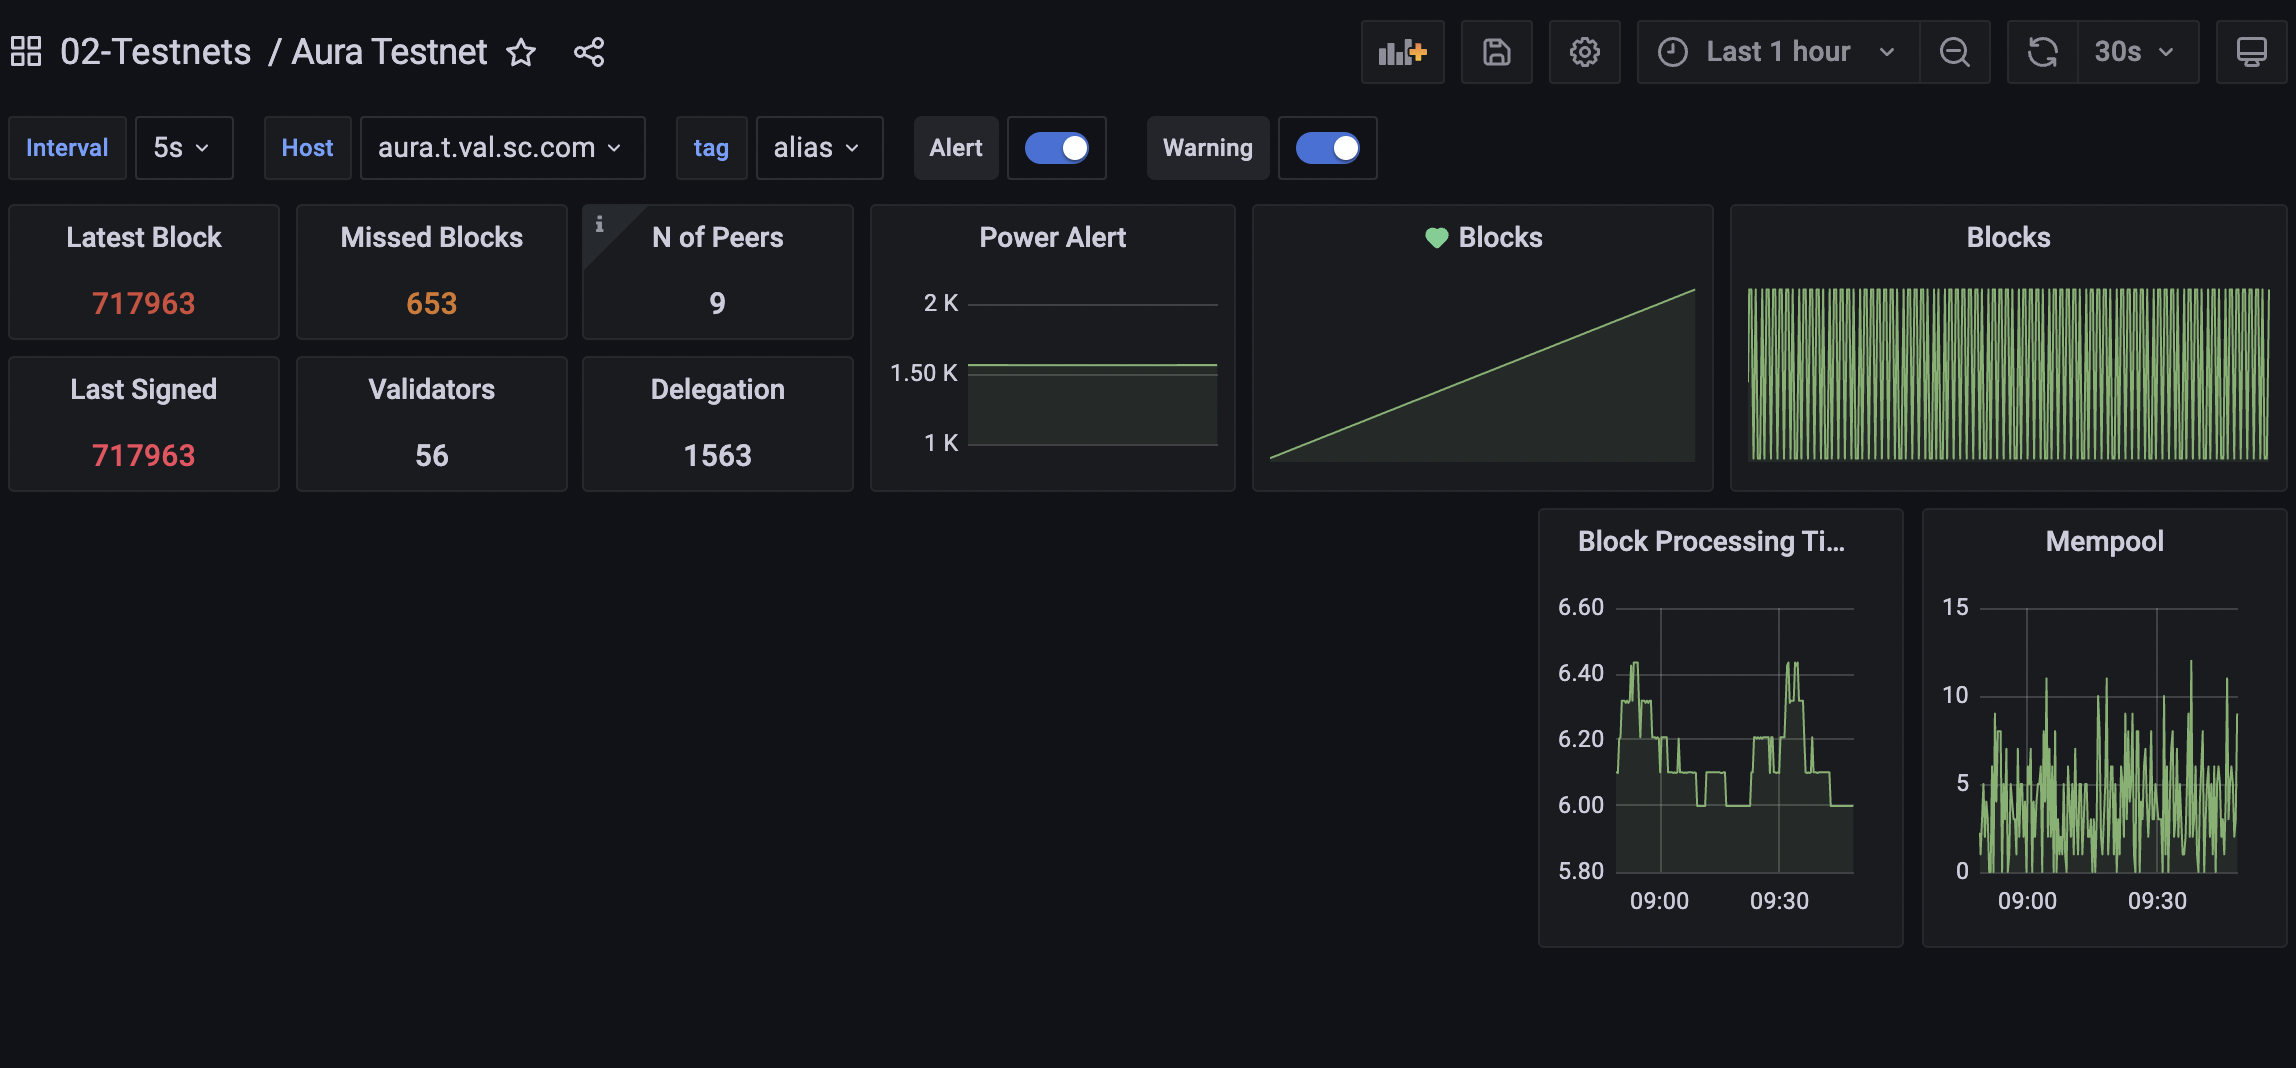 02-Testnets / Aura Testnet
Last 1 hour
30s
Interval
5s
Host
aura.t.val.sc.com
tag
alias
Alert
Warning
Latest Block
717963
Missed Blocks
653
i
N of Peers
9
Last Signed
717963
Validators
56
Delegation
1563
Power Alert
2 K
1.50 K
1 K
Blocks
Blocks
Block Processing Ti...
6.60
6.40
6.20
6.00
5.80
09:00
09:30
Mempool
15
10
5
0
09:00
09:30